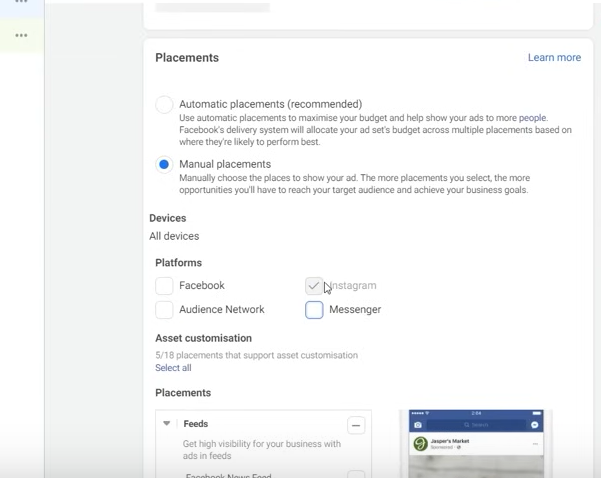 Placements
Learn more
Automatic placements (recommended)
Use automatic placements to maximise your budget and help show your ads to more people.
Facebook's delivery system will allocate your ad set's budget across multiple placements based on
where they're likely to perform best.
Manual placements
Manually choose the places to show your ad. The more placements you select, the more
opportunities you'll have to reach your target audience and achieve your business goals.
Devices
All devices
Platforms
Facebook
Instagram
Audience Network
Messenger
Asset customisation
5/18 placements that support asset customisation
Select all
Placements
Feeds
Get high visibility for your business with
ads in feeds
Facebook News Feed
2:04
Search
Jasper's Market
Sponsored